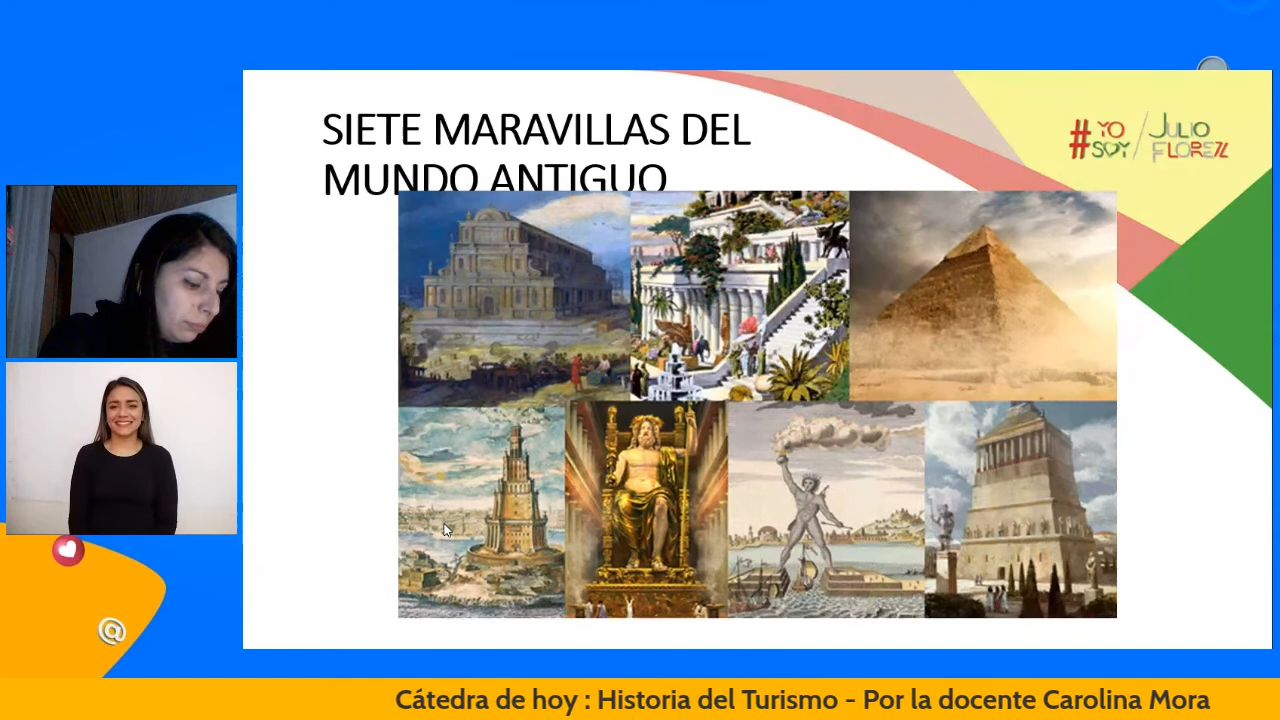 SIETE MARAVILLAS DEL
MUNDO ANTIGUO
#YO SOY / JULIO FLOREZ
@
Cátedra de hoy : Historia del Turismo - Por la docente Carolina Mora